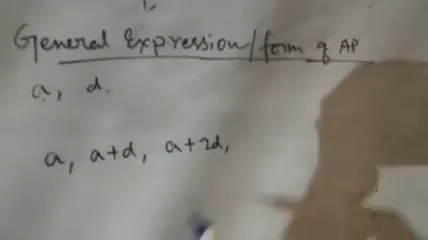 General Expression/form of AP
a, d.
a, a+d, a+2d,